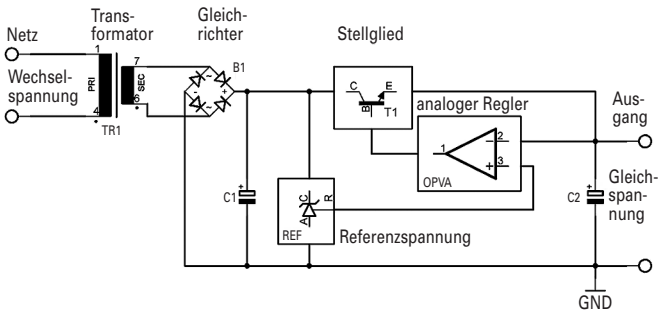 Netz
Wechsel-
spannung
Trans-
formator
1
PRI
4
7
SEC
6
TR1
Gleich-
richter
B1
~
-
+
~
C1
+
Stellglied
C
E
B
T1
analoger Regler
1
2
3
-
+
OPVA
A
C
R
REF
Referenzspannung
C2
+
Aus-
gang
Gleich-
span-
nung
GND